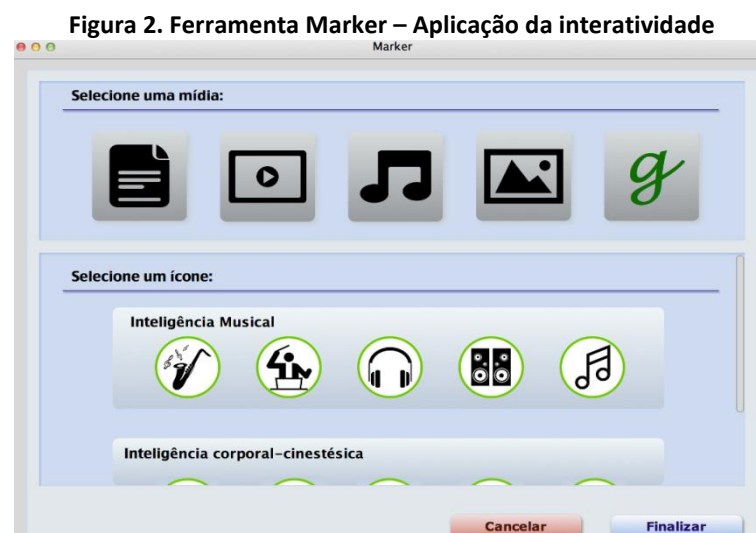 Figura 2. Ferramenta Marker – Aplicação da interatividade
Marker
Selecione uma mídia:
g
Selecione um ícone:
Inteligência Musical
Inteligência corporal-cinestésica
Cancelar
Finalizar